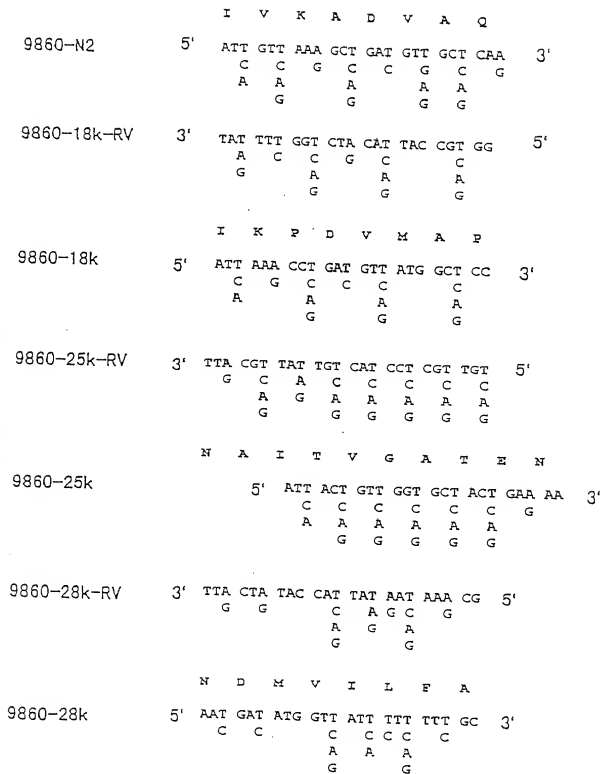 I V K A D V A Q
9860-N2 5' ATT GTT AAA GCT GAT GTT GCT CAA 3'
C C G C C G C G
A A A A A
G G G G
9860-18k-RV 3' TAT TTT GGT CTA CAT TAC CGT GG 5'
A C C G C C
G A A A
G G G
I K P D V M A P
9860-18k 5' ATT AAA CCT GAT GTT ATG GCT CC 3'
C G C C C C
A A A A
G G G
9860-25k-RV 3' TTA CGT TAT TGT CAT CCT CGT TGT 5'
G C A C C C C C
A G A A A A A
G G G G G G
N A I T V G A T E N
9860-25k 5' ATT ACT GTT GGT GCT ACT GAA AA 3'
C C C C C C G
A A A A A A
G G G G G
9860-28k-RV 3' TTA CTA TAC CAT TAT AAT AAA CG 5'
G G C A G C G
A G A
G G
N D M V I L F A
9860-28k 5' AAT GAT ATG GTT ATT TTT TTT GC 3'
C C C C C C C
A A A
G G